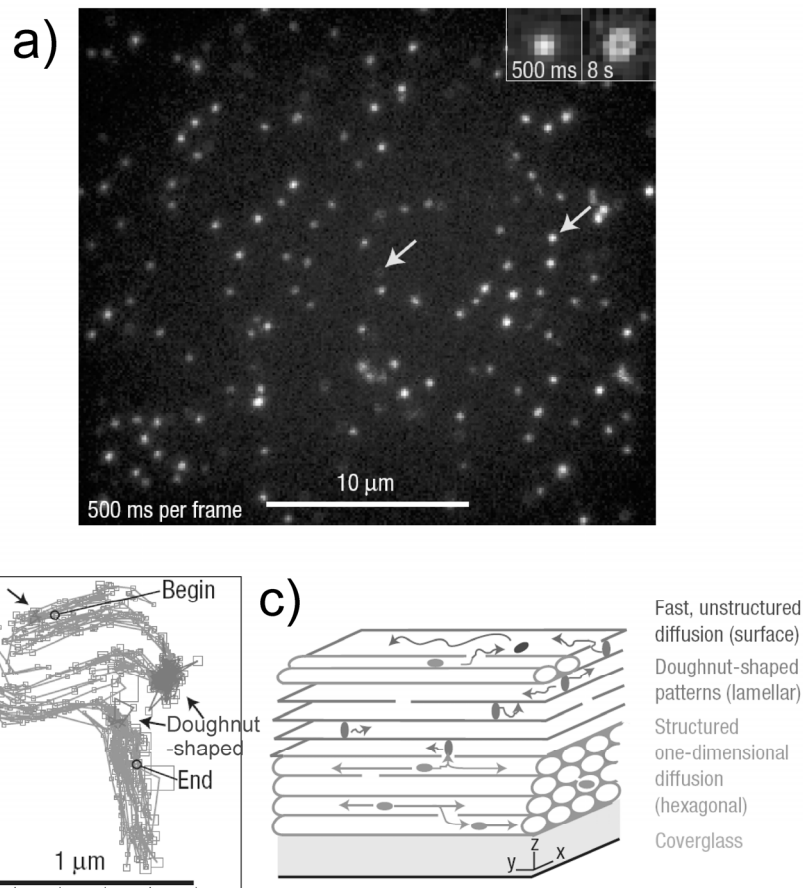 a)
500 ms
8 s
10 μm
500 ms per frame
Begin
Doughnut
-shaped
End
1 μm
c)
z
y
x
Fast, unstructured
diffusion (surface)
Doughnut-shaped
patterns (lamellar)
Structured
one-dimensional
diffusion
(hexagonal)
Coverglass